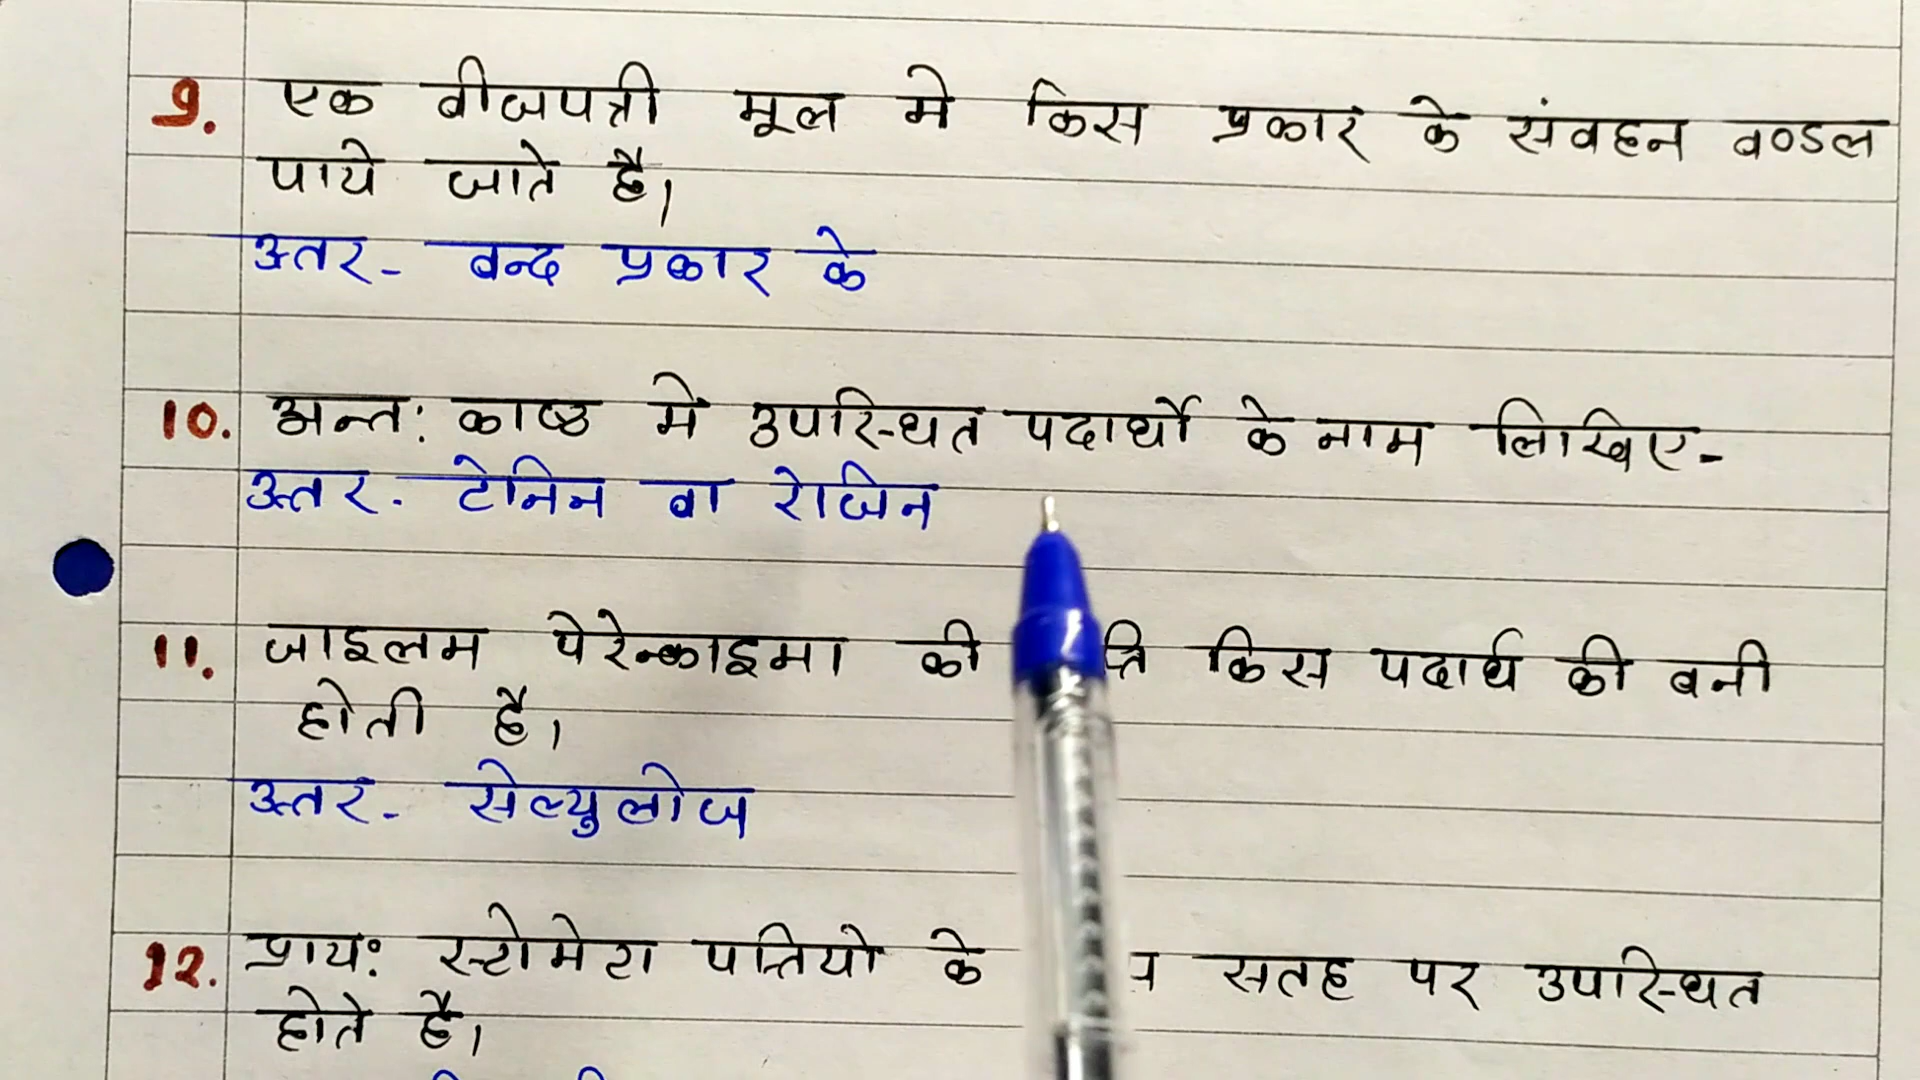 9. एक बीजपत्री मूल मे किस प्रकार के संवहन बण्डल
पाये जाते है।
उत्तर- बन्द प्रकार के
10. अन्त: काष्ठ मे उपस्थित पदार्थो के नाम लिखिए-
उत्तर- टेनिन वा रेजिन
11. जाइलम पेरेन्काइमा की किस पदार्थ की बनी
होती है।
उत्तर- सेल्युलोज
12. प्राय: स्टोमेटा पत्तियो के सतह पर उपस्थित
होते है।